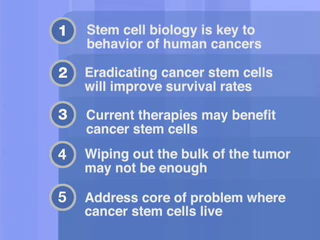 1 Stem cell biology is key to
behavior of human cancers
2 Eradicating cancer stem cells
will improve survival rates
3 Current therapies may benefit
cancer stem cells
4 Wiping out the bulk of the tumor
may not be enough
5 Address core of problem where
cancer stem cells live